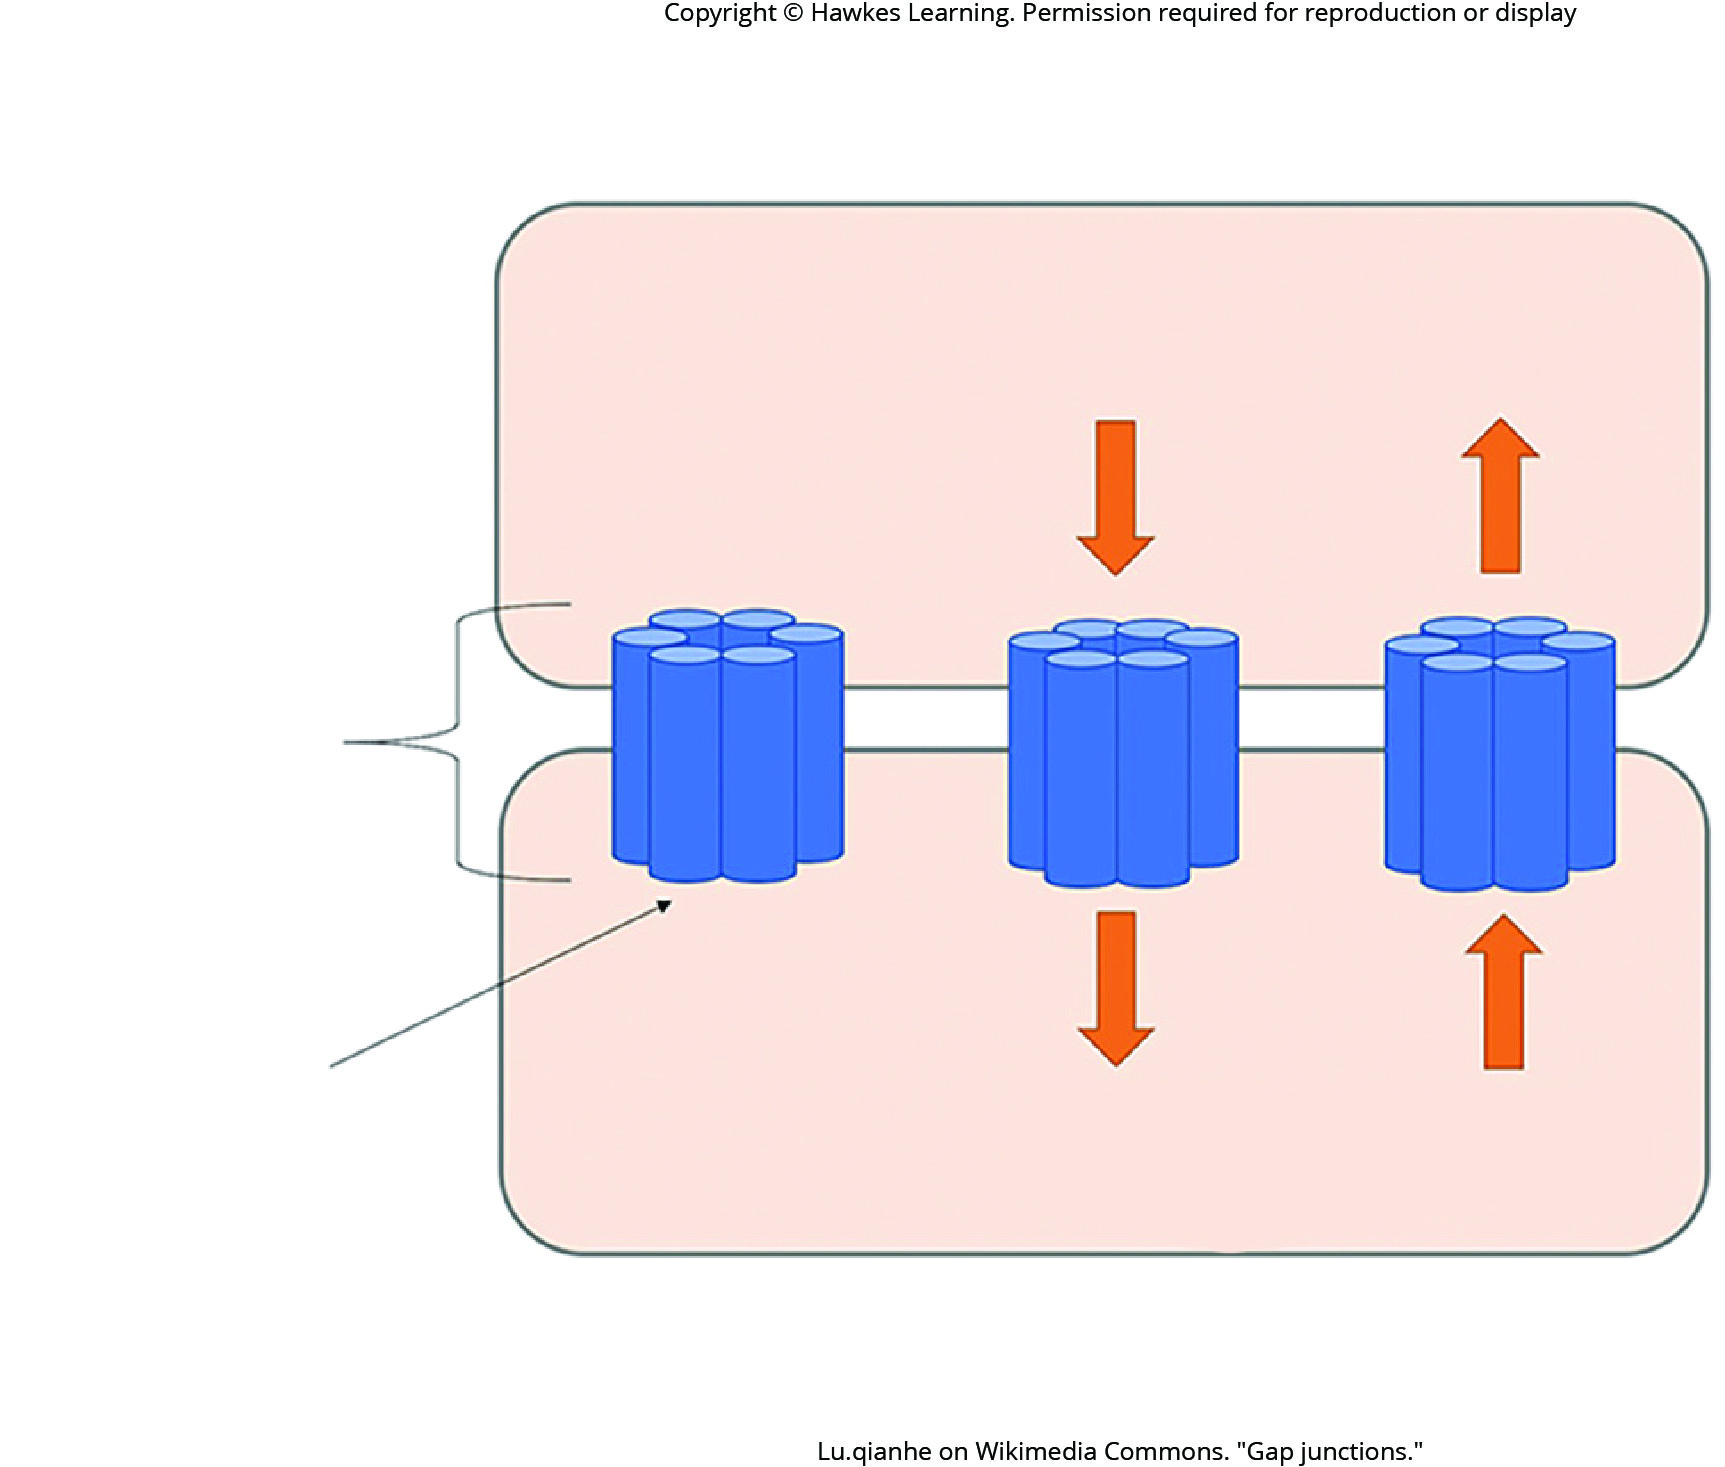 Copyright © Hawkes Learning. Permission required for reproduction or display
Lu.qianhe on Wikimedia Commons. "Gap junctions."